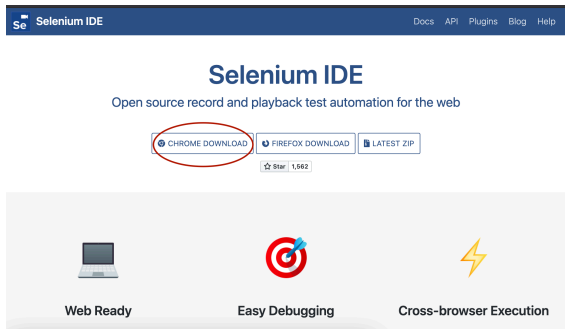 Se Selenium IDE Docs API Plugins Blog Help
Selenium IDE
Open source record and playback test automation for the web
CHROME DOWNLOAD FIREFOX DOWNLOAD LATEST ZIP
Star 1,562
Web Ready Easy Debugging Cross-browser Execution